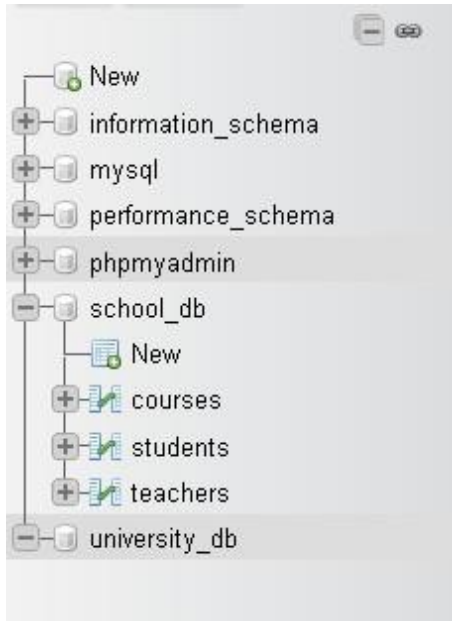 New
information_schema
mysql
performance_schema
phpmyadmin
school_db
New
courses
students
teachers
university_db